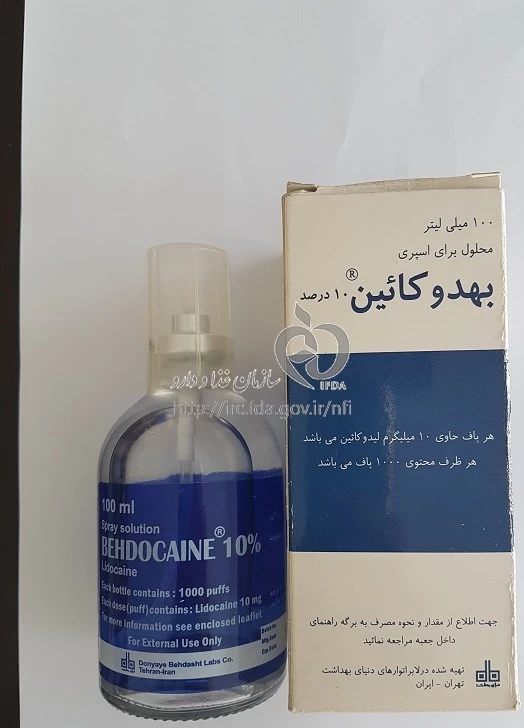 ۱۰۰ میلی لیتر
محلول برای اسپری
بهدوکائین® ۱۰ درصد
هر پاف حاوی ۱۰ میلیگرم لیدوکائین می باشد
هر ظرف محتوی ۱۰۰۰ پاف می باشد
جهت اطلاع از مقدار و نحوه مصرف به برگه راهنمای
داخل جعبه مراجعه نمائید
تهیه شده درلابراتوارهای دنیای بهداشت
تهران - ایران
سازمان غذا و دارو
IFDA
http://irc.fda.gov.ir/nfi
100 ml
Spray solution
BEHDOCAINE® 10%
Lidocaine
Each bottle contains : 1000 puffs
Each dose(puff)contains: Lidocaine 10 mg
For more Information see enclosed leaflet
For External Use Only
Donyaye Behdasht Labs Co.
Tehran-Iran